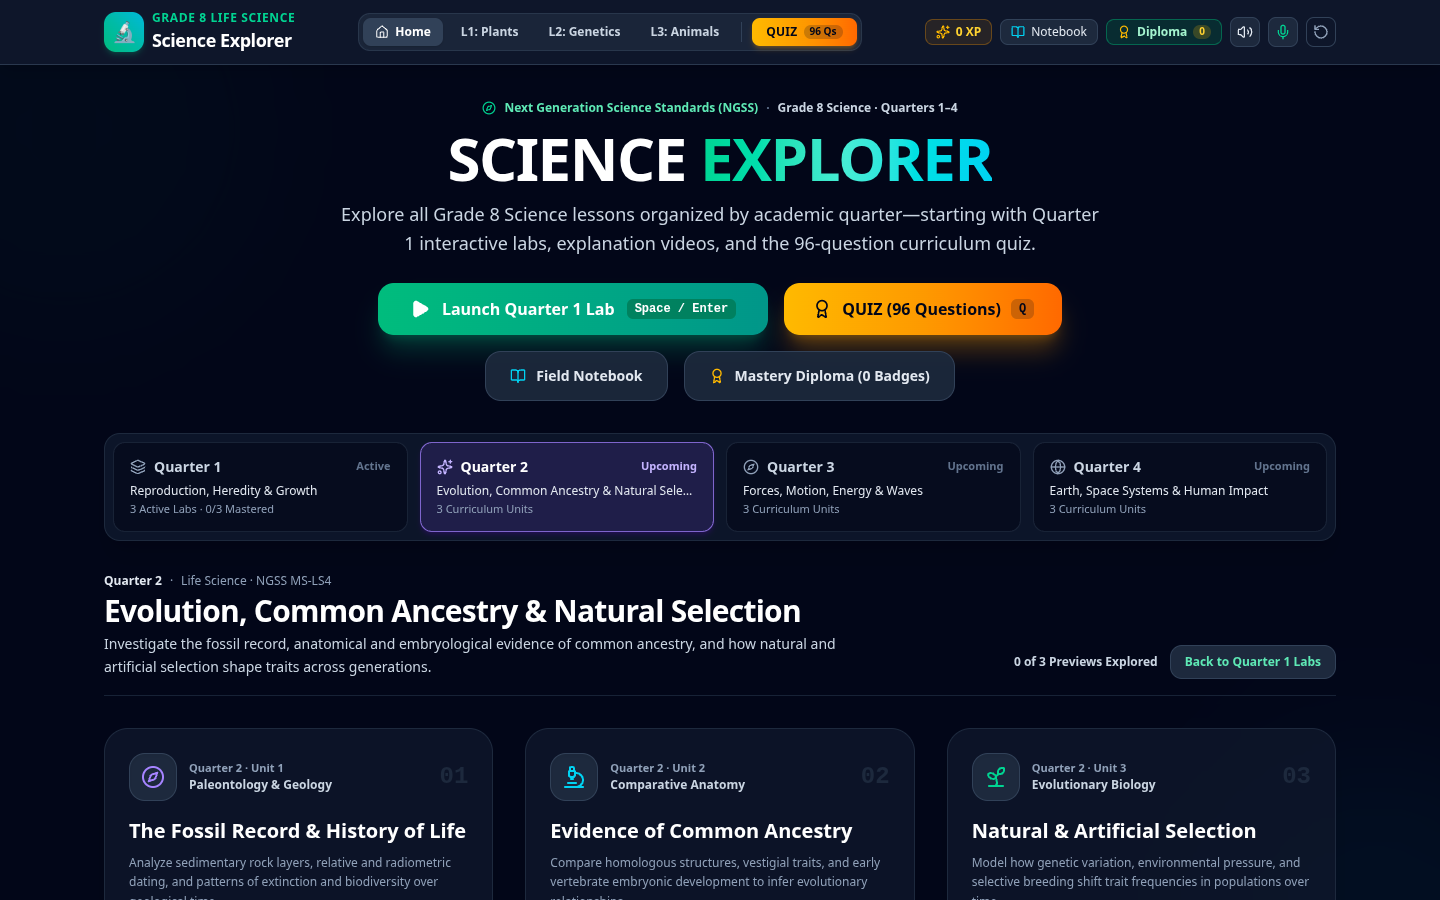 GRADE 8 LIFE SCIENCE
Science Explorer
Home
L1: Plants
L2: Genetics
L3: Animals
QUIZ 96 Qs
0 XP
Notebook
Diploma 0
Next Generation Science Standards (NGSS) · Grade 8 Science · Quarters 1–4
SCIENCE EXPLORER
Explore all Grade 8 Science lessons organized by academic quarter—starting with Quarter
1 interactive labs, explanation videos, and the 96-question curriculum quiz.
Launch Quarter 1 Lab Space / Enter
QUIZ (96 Questions) Q
Field Notebook
Mastery Diploma (0 Badges)
Quarter 1 Active
Reproduction, Heredity & Growth
3 Active Labs · 0/3 Mastered
Quarter 2 Upcoming
Evolution, Common Ancestry & Natural Sele...
3 Curriculum Units
Quarter 3 Upcoming
Forces, Motion, Energy & Waves
3 Curriculum Units
Quarter 4 Upcoming
Earth, Space Systems & Human Impact
3 Curriculum Units
Quarter 2 · Life Science · NGSS MS-LS4
Evolution, Common Ancestry & Natural Selection
Investigate the fossil record, anatomical and embryological evidence of common ancestry, and how natural and
artificial selection shape traits across generations.
0 of 3 Previews Explored
Back to Quarter 1 Labs
Quarter 2 · Unit 1
Paleontology & Geology
01
The Fossil Record & History of Life
Analyze sedimentary rock layers, relative and radiometric
dating, and patterns of extinction and biodiversity over
geological time.
Quarter 2 · Unit 2
Comparative Anatomy
02
Evidence of Common Ancestry
Compare homologous structures, vestigial traits, and early
vertebrate embryonic development to infer evolutionary
relationships.
Quarter 2 · Unit 3
Evolutionary Biology
03
Natural & Artificial Selection
Model how genetic variation, environmental pressure, and
selective breeding shift trait frequencies in populations over
time.